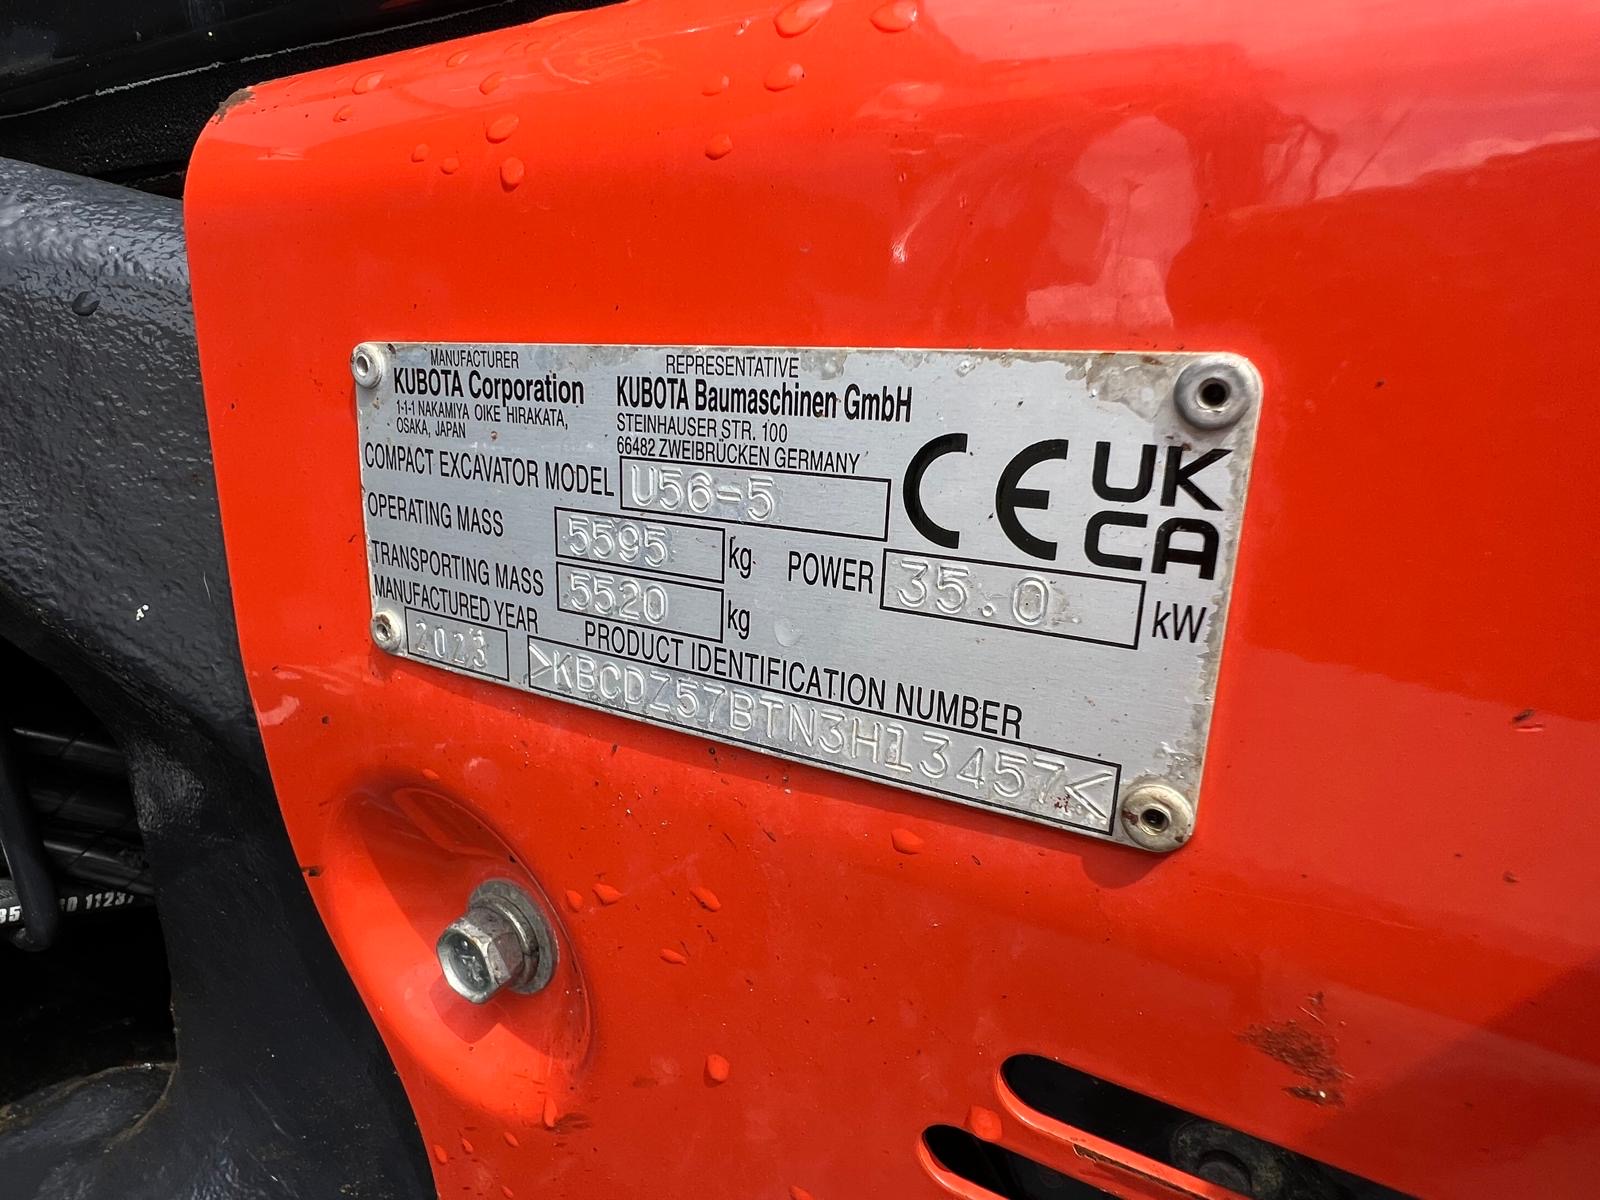 MANUFACTURER
KUBOTA Corporation
1-1-1 NAKAMIYA OIKE HIRAKATA,
OSAKA, JAPAN
REPRESENTATIVE
KUBOTA Baumaschinen GmbH
STEINHAUSER STR. 100
66482 ZWEIBRÜCKEN GERMANY
COMPACT EXCAVATOR MODEL U56-5
CE UK CA
OPERATING MASS 5595 kg
POWER 35.0 kW
TRANSPORTING MASS 5520 kg
MANUFACTURED YEAR
2023
PRODUCT IDENTIFICATION NUMBER
>KBCDZ57BTN3H13457<